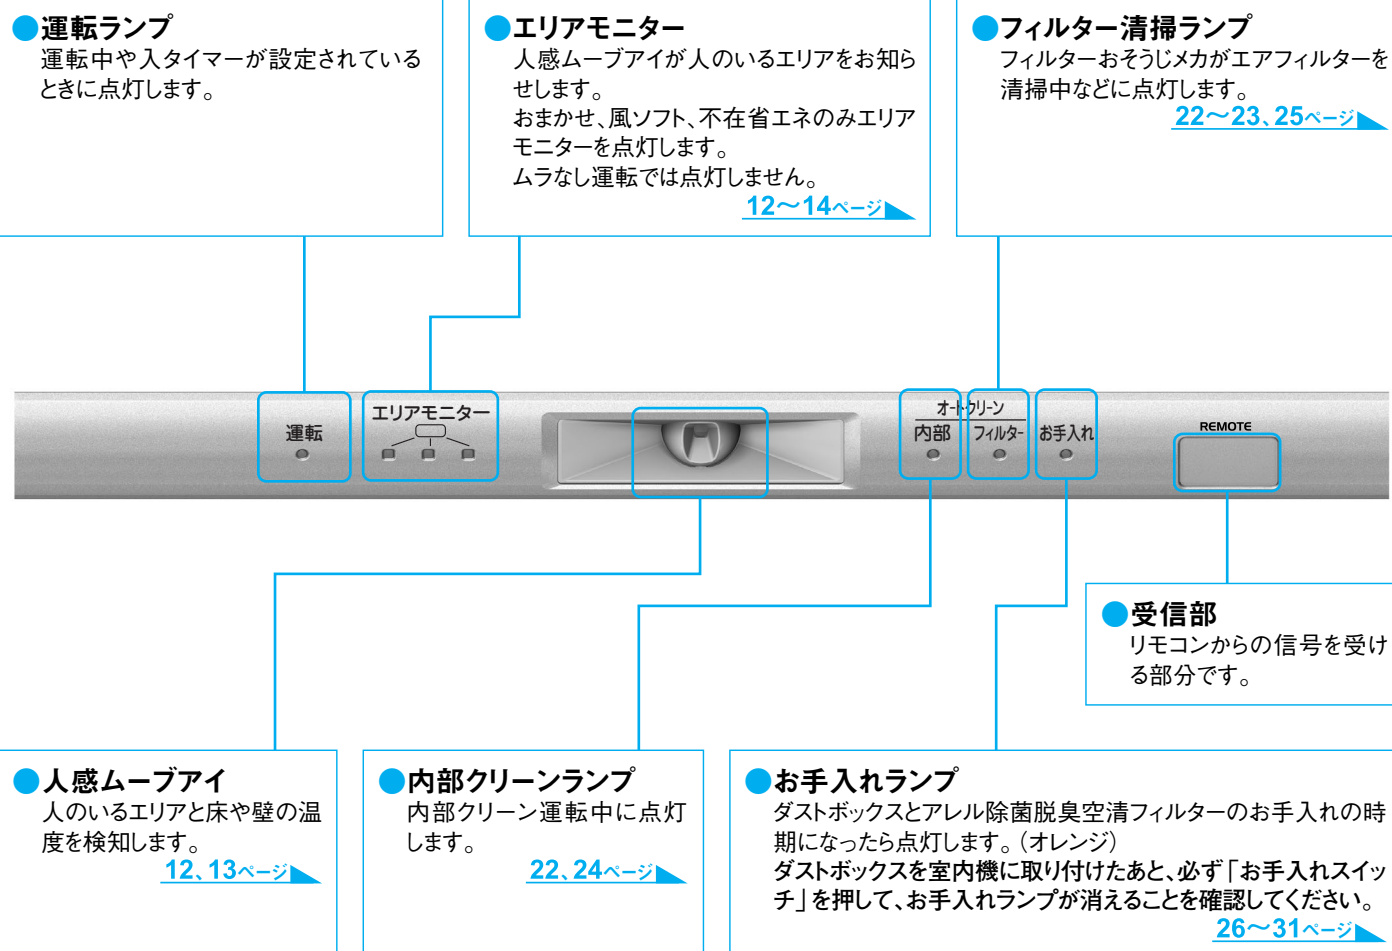 ●運転ランプ
運転中や入タイマーが設定されている
ときに点灯します。
●エリアモニター
人感ムーブアイが人のいるエリアをお知ら
せします。
おまかせ、風ソフト、不在省エネのみエリア
モニターを点灯します。
ムラなし運転では点灯しません。
12〜14ページ
●フィルター清掃ランプ
フィルターおそうじメカがエアフィルターを
清掃中などに点灯します。
22〜23、25ページ
運転
エリアモニター
オートクリーン
内部
フィルター
お手入れ
REMOTE
●受信部
リモコンからの信号を受け
る部分です。
●人感ムーブアイ
人のいるエリアと床や壁の温
度を検知します。
12、13ページ
●内部クリーンランプ
内部クリーン運転中に点灯
します。
22、24ページ
●お手入れランプ
ダストボックスとアレル除菌脱臭空清フィルターのお手入れの時
期になったら点灯します。（オレンジ）
ダストボックスを室内機に取り付けたあと、必ず「お手入れスイッ
チ」を押して、お手入れランプが消えることを確認してください。
26〜31ページ